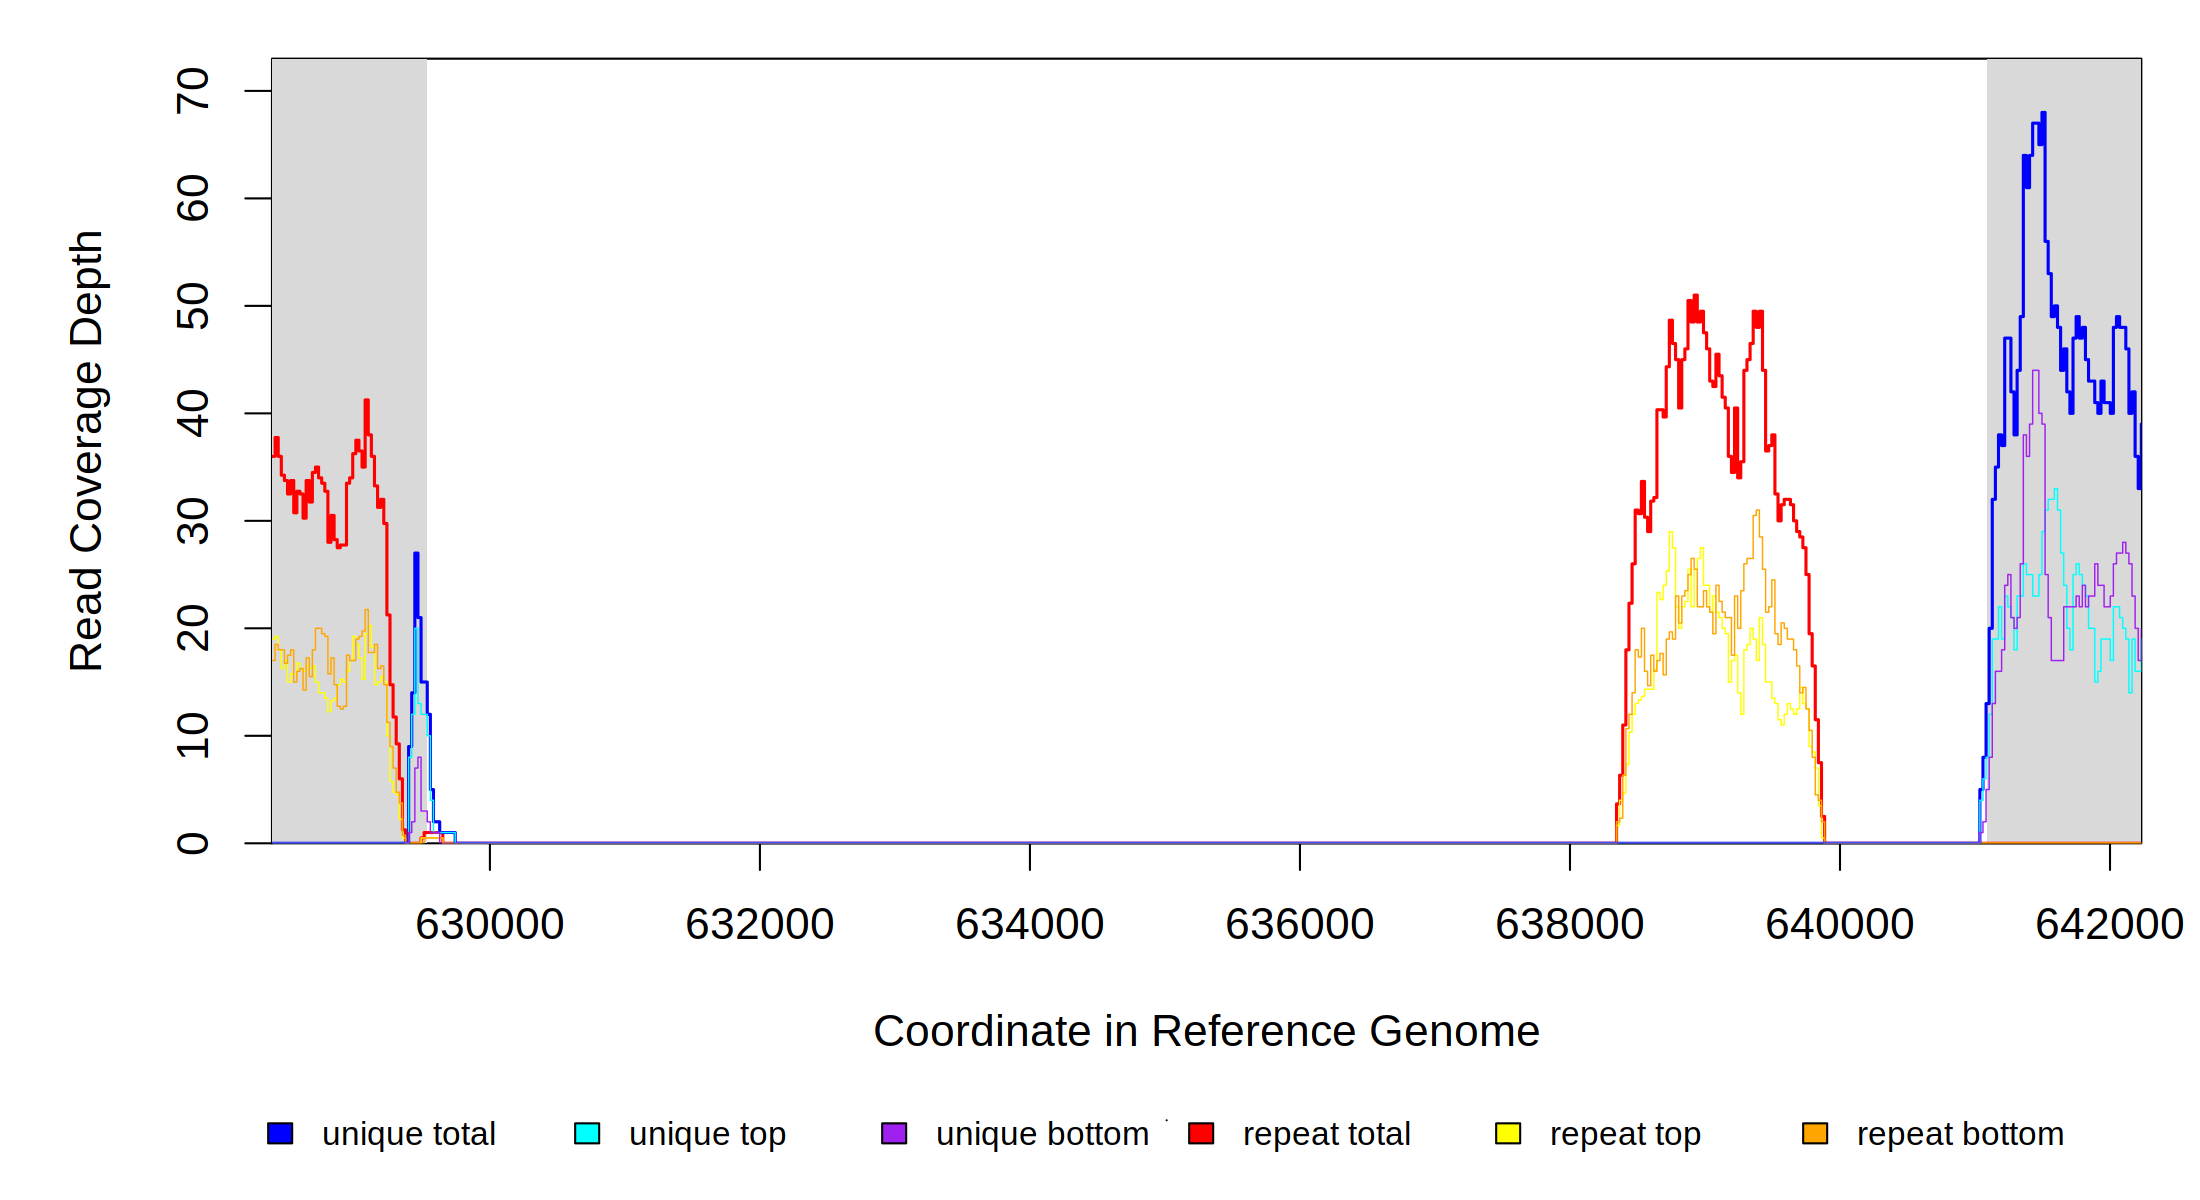 70
60
50
40
30
20
10
0
Read Coverage Depth
630000 632000 634000 636000 638000 640000 642000
Coordinate in Reference Genome
unique total unique top unique bottom repeat total repeat top repeat bottom